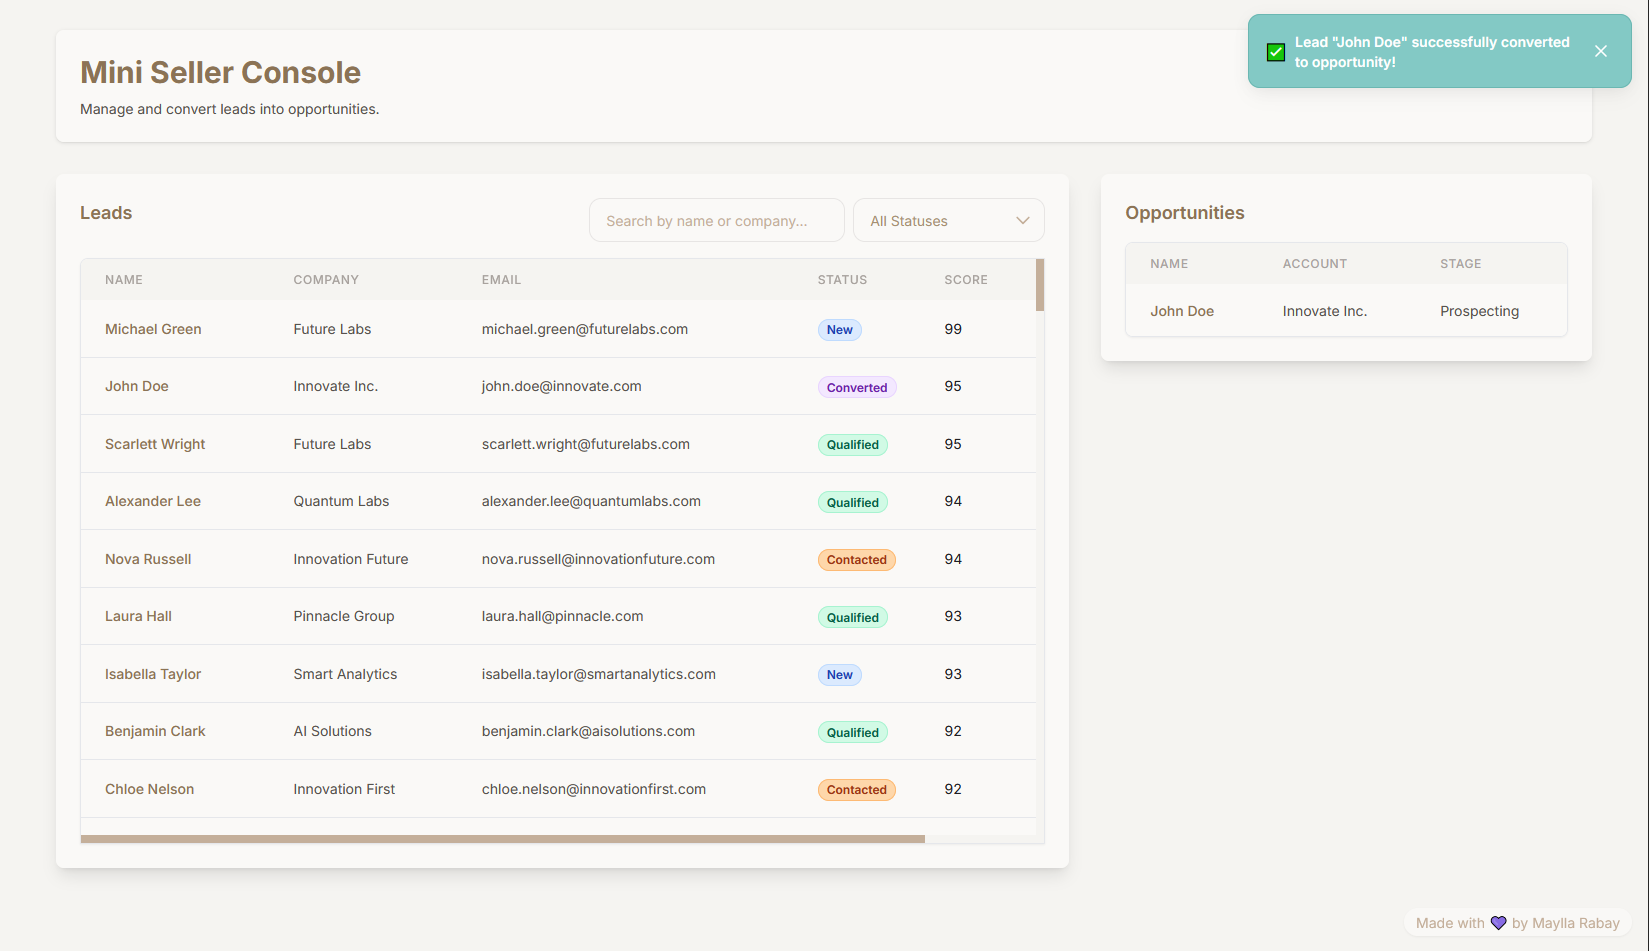 Mini Seller Console
Manage and convert leads into opportunities.
Lead "John Doe" successfully converted
to opportunity!
Leads
Search by name or company...
All Statuses
NAME COMPANY EMAIL STATUS SCORE
Michael Green Future Labs michael.green@futurelabs.com New 99
John Doe Innovate Inc. john.doe@innovate.com Converted 95
Scarlett Wright Future Labs scarlett.wright@futurelabs.com Qualified 95
Alexander Lee Quantum Labs alexander.lee@quantumlabs.com Qualified 94
Nova Russell Innovation Future nova.russell@innovationfuture.com Contacted 94
Laura Hall Pinnacle Group laura.hall@pinnacle.com Qualified 93
Isabella Taylor Smart Analytics isabella.taylor@smartanalytics.com New 93
Benjamin Clark AI Solutions benjamin.clark@aisolutions.com Qualified 92
Chloe Nelson Innovation First chloe.nelson@innovationfirst.com Contacted 92
Opportunities
NAME ACCOUNT STAGE
John Doe Innovate Inc. Prospecting
Made with 💜 by Maylla Rabay